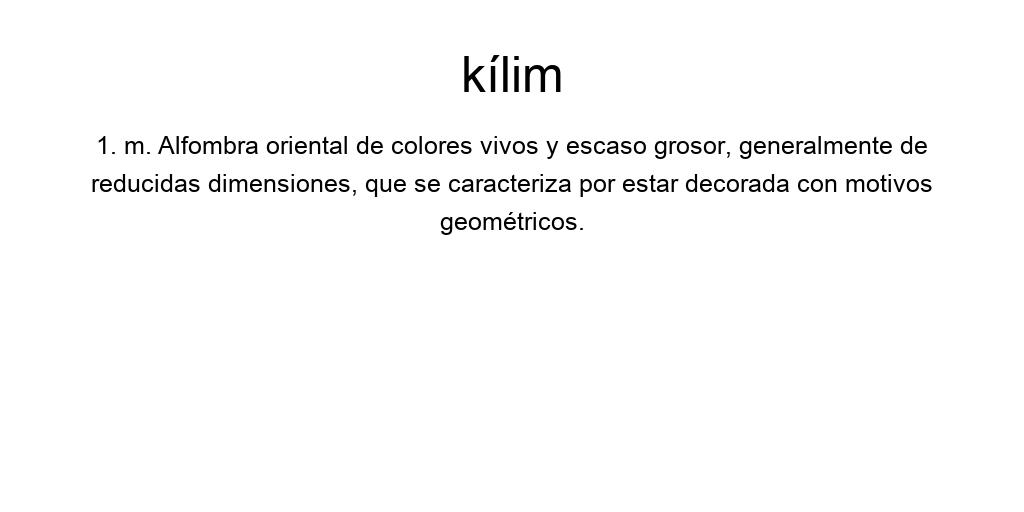 kílim
1. m. Alfombra oriental de colores vivos y escaso grosor, generalmente de
reducidas dimensiones, que se caracteriza por estar decorada con motivos
geométricos.